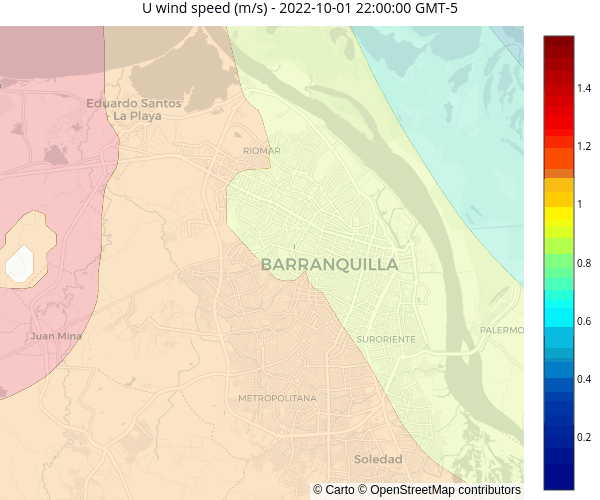 U wind speed (m/s) - 2022-10-01 22:00:00 GMT-5
Eduardo Santos
La Playa
RIOMAR
BARRANQUILLA
Juan Mina
SURORIENTE
PALERMO
METROPOLITANA
Soledad
© Carto © OpenStreetMap contributors
1.4
1.2
1
0.8
0.6
0.4
0.2